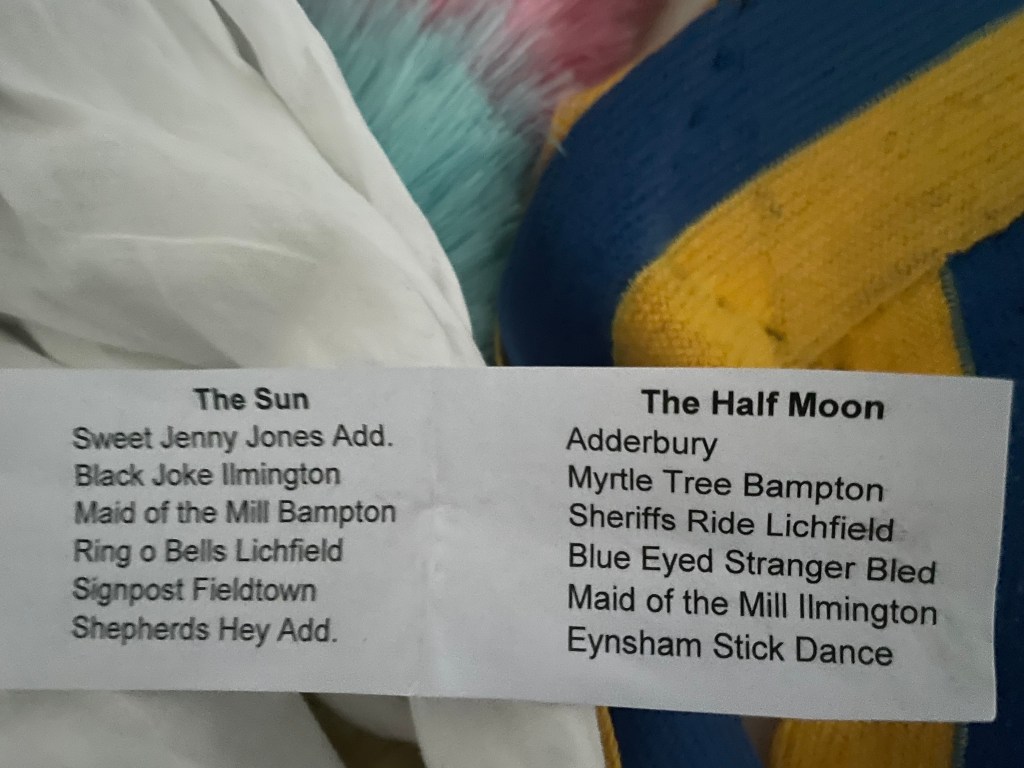 The Sun
Sweet Jenny Jones Add.
Black Joke Ilmington
Maid of the Mill Bampton
Ring o Bells Lichfield
Signpost Fieldtown
Shepherds Hey Add.
The Half Moon
Adderbury
Myrtle Tree Bampton
Sheriffs Ride Lichfield
Blue Eyed Stranger Bled
Maid of the Mill Ilmington
Eynsham Stick Dance